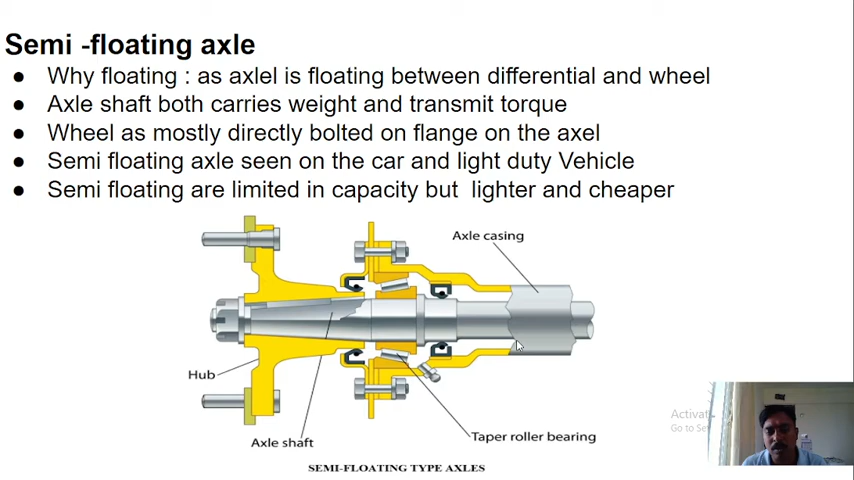 Semi -floating axle
● Why floating : as axlel is floating between differential and wheel
● Axle shaft both carries weight and transmit torque
● Wheel as mostly directly bolted on flange on the axel
● Semi floating axle seen on the car and light duty Vehicle
● Semi floating are limited in capacity but lighter and cheaper
Axle casing
Hub
Axle shaft
Taper roller bearing
SEMI-FLOATING TYPE AXLES
Go to